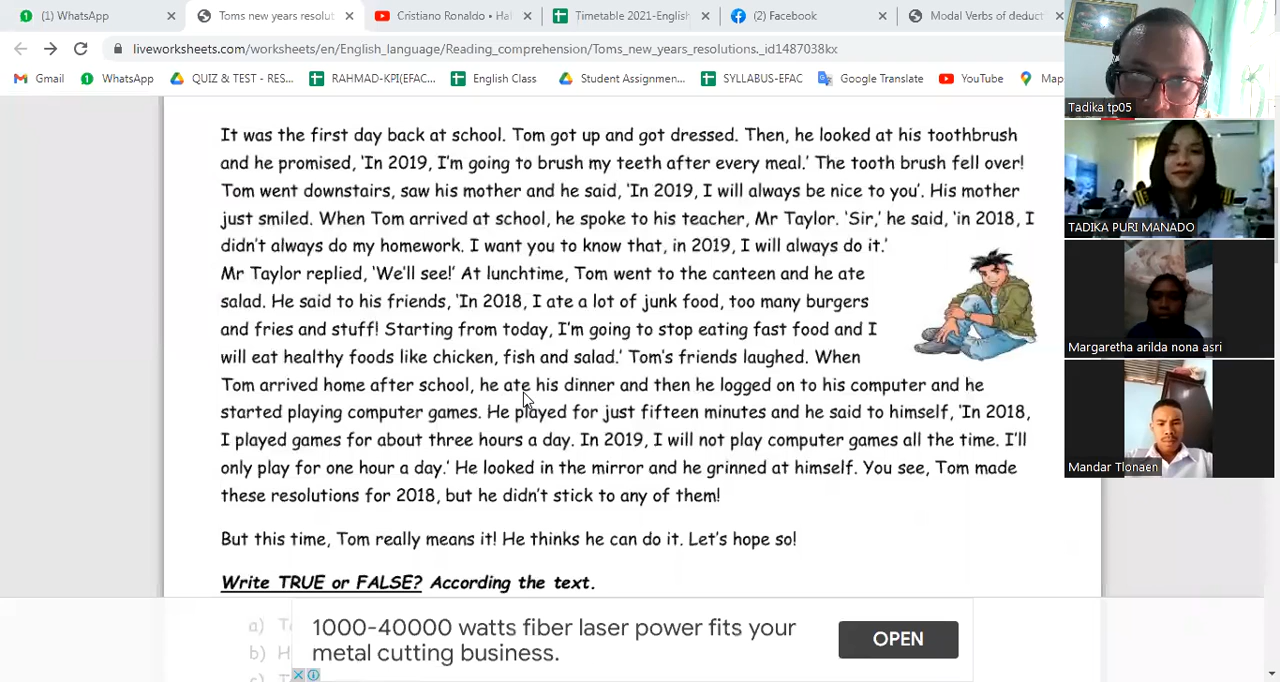 (1) WhatsApp
Toms new years resolut
Cristiano Ronaldo • Hal
Timetable 2021-English
(2) Facebook
Modal Verbs of deduct
liveworksheets.com/worksheets/en/English_language/Reading_comprehension/Toms_new_years_resolutions._id1487038kx
Gmail
WhatsApp
QUIZ & TEST - RES...
RAHMAD-KPI(EFAC...
English Class
Student Assignmen...
SYLLABUS-EFAC
Google Translate
YouTube
Map
It was the first day back at school. Tom got up and got dressed. Then, he looked at his toothbrush
and he promised, ‘In 2019, I’m going to brush my teeth after every meal.’ The tooth brush fell over!
Tom went downstairs, saw his mother and he said, ‘In 2019, I will always be nice to you’. His mother
just smiled. When Tom arrived at school, he spoke to his teacher, Mr Taylor. ‘Sir,’ he said, ‘in 2018, I
didn’t always do my homework. I want you to know that, in 2019, I will always do it.’
Mr Taylor replied, ‘We’ll see!’ At lunchtime, Tom went to the canteen and he ate
salad. He said to his friends, ‘In 2018, I ate a lot of junk food, too many burgers
and fries and stuff! Starting from today, I’m going to stop eating fast food and I
will eat healthy foods like chicken, fish and salad.’ Tom’s friends laughed. When
Tom arrived home after school, he ate his dinner and then he logged on to his computer and he
started playing computer games. He played for just fifteen minutes and he said to himself, ‘In 2018,
I played games for about three hours a day. In 2019, I will not play computer games all the time. I’ll
only play for one hour a day.’ He looked in the mirror and he grinned at himself. You see, Tom made
these resolutions for 2018, but he didn’t stick to any of them!
But this time, Tom really means it! He thinks he can do it. Let’s hope so!
Write TRUE or FALSE? According the text.
a) T
b) H
c) T
1000-40000 watts fiber laser power fits your
metal cutting business.
OPEN
Tadika tp05
TADIKA PURI MANADO
Margaretha arilda nona asri
Mandar Tlonaen